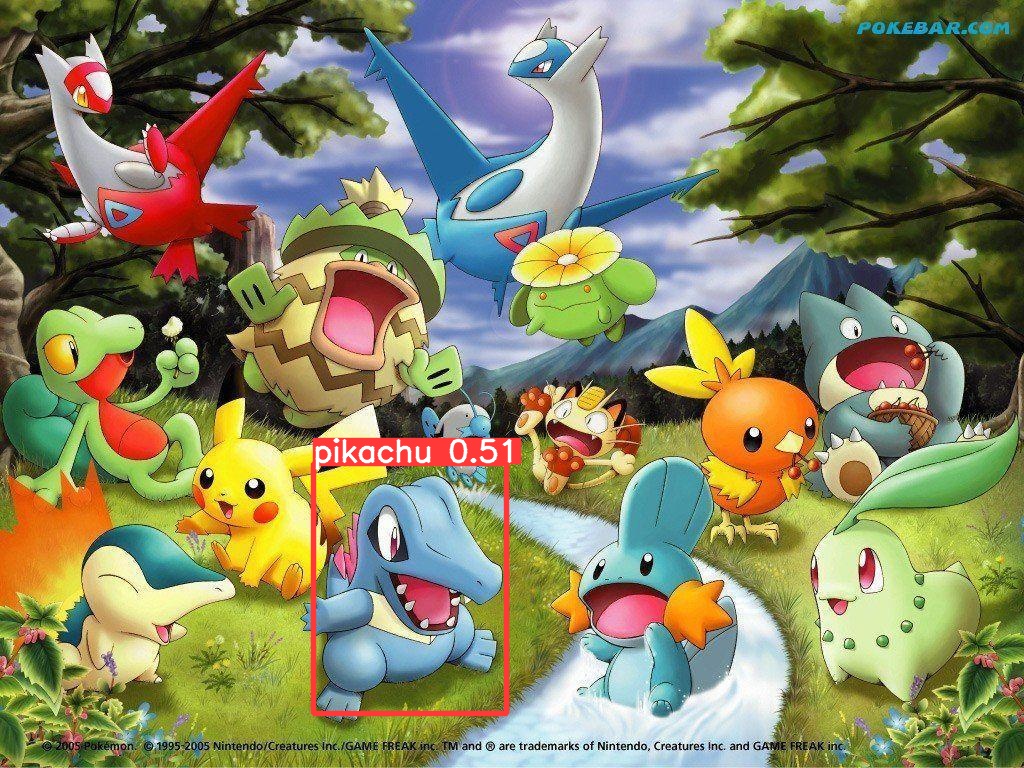 POKEBAR.COM
pikachu 0.51
© 2005 Pokémon. © 1995-2005 Nintendo/Creatures Inc./GAME FREAK inc. TM and ® are trademarks of Nintendo, Creatures Inc. and GAME FREAK inc.